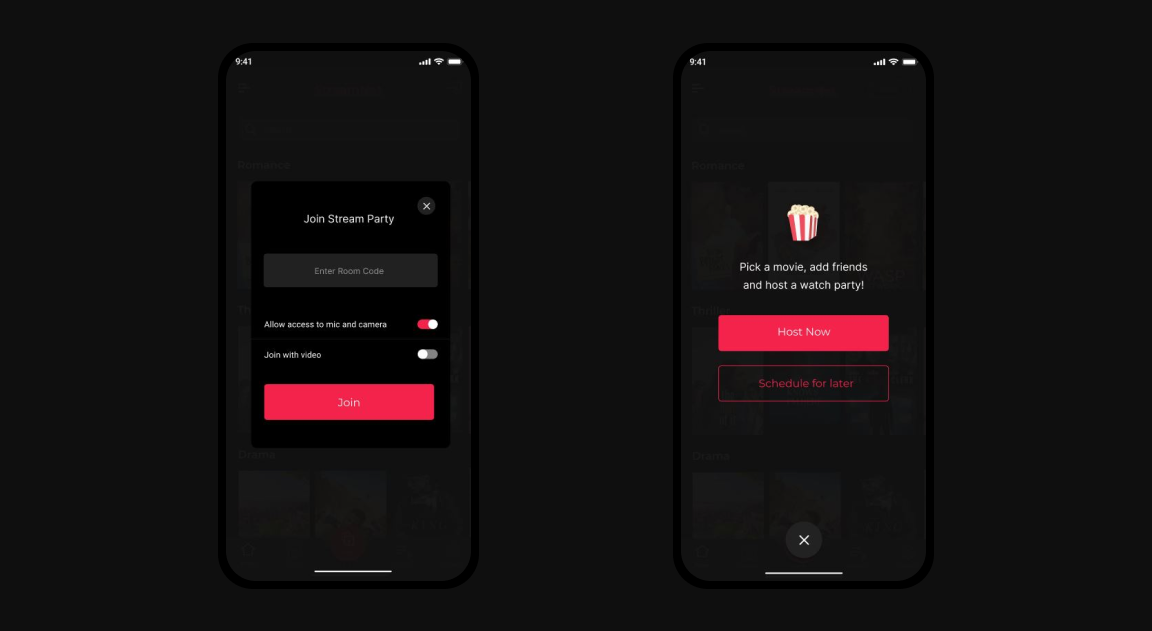 9:41
Romance
Join Stream Party
Enter Room Code
Allow access to mic and camera
Join with video
Join
Drama
9:41
Romance
Pick a movie, add friends
and host a watch party!
Thriller
Host Now
Schedule for later
Drama